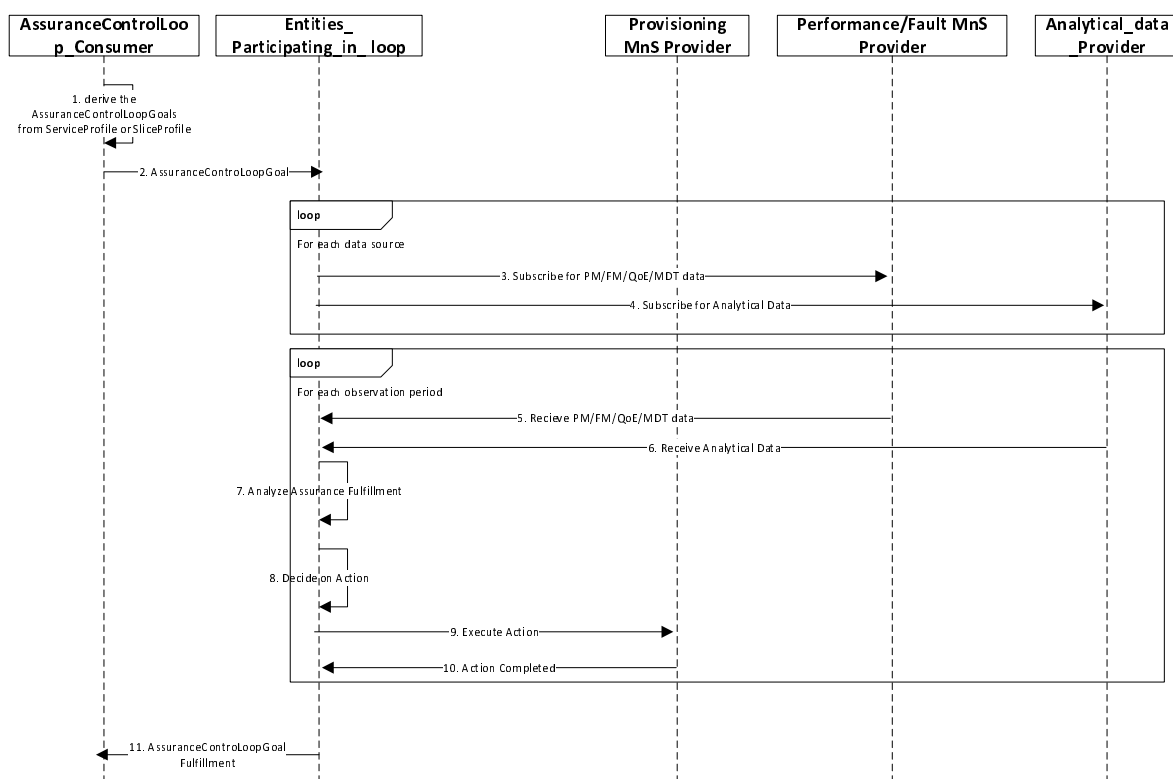 AssuranceControlLoo
p_Consumer
Entities_
Participating_in_loop
Provisioning
MnS Provider
Performance/Fault MnS
Provider
Analytical_data
_Provider
1. derive the
AssuranceControlLoopGoals
from ServiceProfile or SliceProfile
2. AssuranceControLoopGoal
loop
For each data source
3. Subscribe for PM/FM/QoE/MDT data
4. Subscribe for Analytical Data
loop
For each observation period
5. Recieve PM/FM/QoE/MDT data
6. Receive Analytical Data
7. Analyze Assurance Fulfillment
8. Decide on Action
9. Execute Action
10. Action Completed
11. AssuranceControLoopGoal
Fulfillment